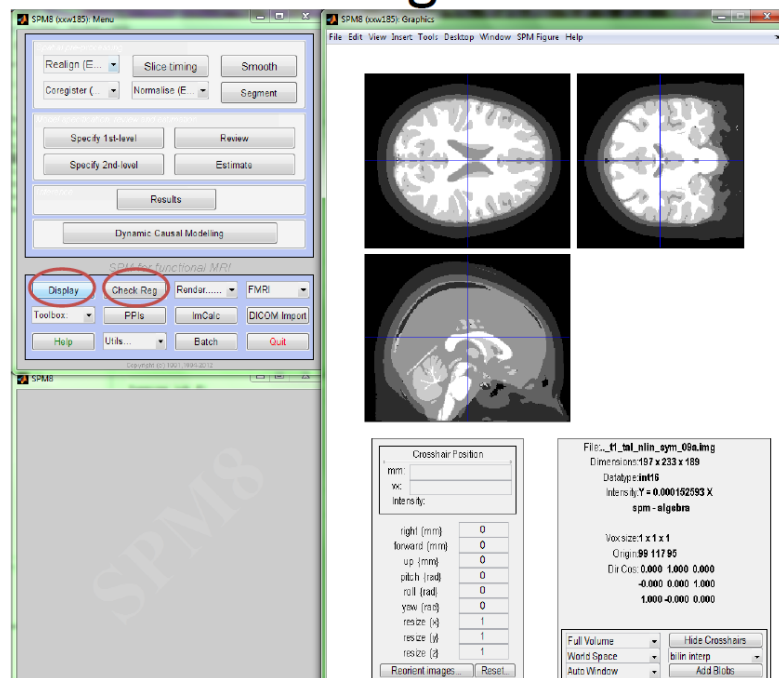 SPM8 (xxw185): Menu
Realign (E...
Slice timing
Smooth
Coregister (...
Normalise (E...
Segment
Specify 1st-level
Review
Specify 2nd-level
Estimate
Results
Dynamic Causal Modelling
SPM for functional MRI
Display
Check Reg
Render......
FMRI
Toolbox:
PPIs
ImCalc
DICOM Import
Help
Utils...
Batch
Quit
Copyright (c) 1991,1994-2012
SPM8
SPM8
SPM8 (xxw185): Graphics
File Edit View Insert Tools Desktop Window SPM Figure Help
Crosshair Position
mm:
vx:
Intensity:
right {mm} 0
forward {mm} 0
up {mm} 0
pitch {rad} 0
roll {rad} 0
yaw {rad} 0
resize {x} 1
resize {y} 1
resize {z} 1
Reorient images... Reset...
File:.._t1_tal_nlin_sym_09a.img
Dimensions:197 x 233 x 189
Datatype:int16
Intensity:Y = 0.000152593 X
spm - algebra
Vox size:1 x 1 x 1
Origin:99 117 95
Dir Cos: 0.000 1.000 0.000
-0.000 0.000 1.000
1.000 -0.000 0.000
Full Volume
Hide Crosshairs
World Space
bilin interp
Auto Window
Add Blobs